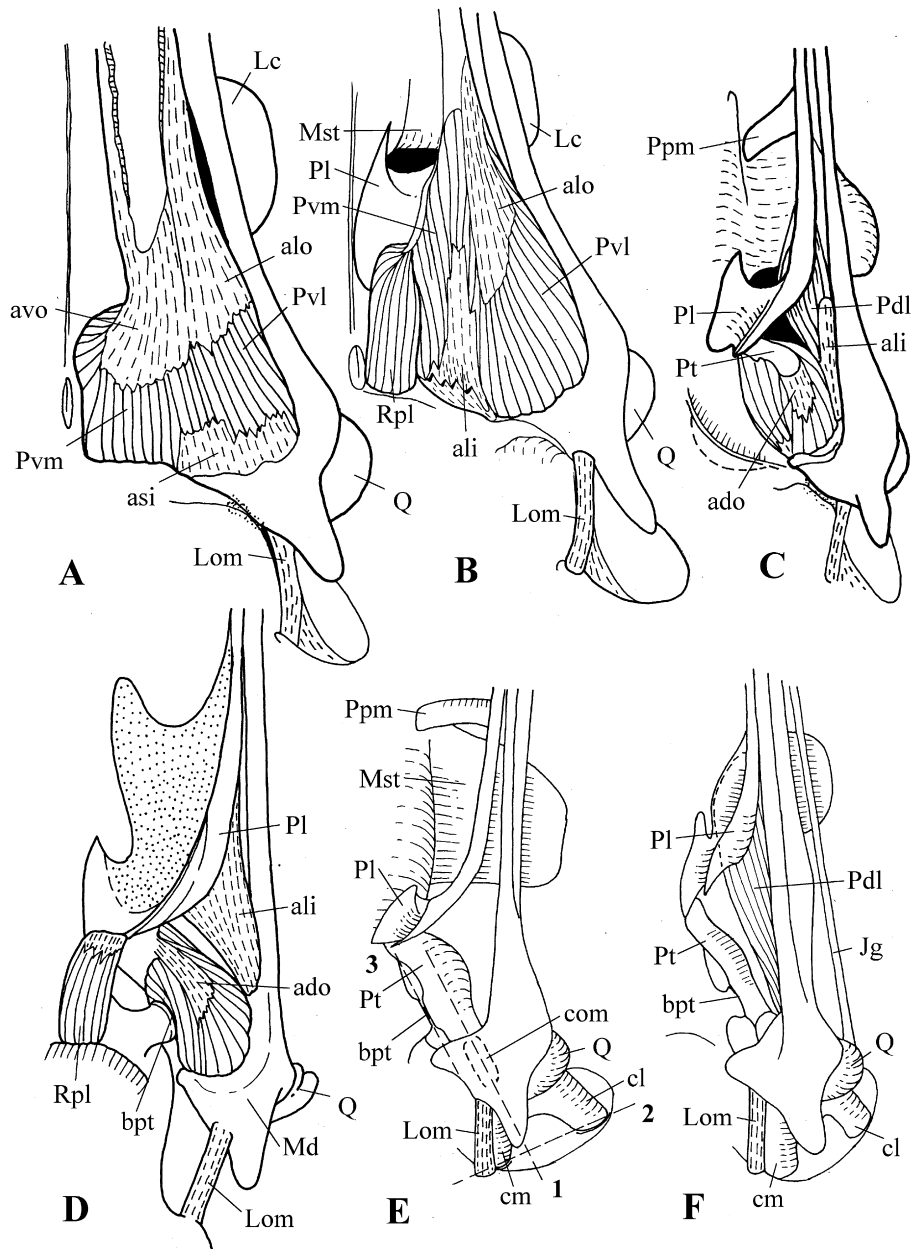 Lc
alo
Pvl
avo
Pvm
asi
Q
Lom
A
Mst
Pl
Pvm
Lc
alo
Pvl
Rpl
ali
Q
Lom
B
Ppm
Pl
Pdl
ali
Pt
ado
C
Pl
ali
ado
Rpl
bpt
Q
Md
Lom
D
Ppm
Mst
Pl
3
Pt
bpt
com
Q
cl
2
Lom
cm
1
E
Pl
Pdl
Pt
Jg
bpt
Q
Lom
cl
cm
F